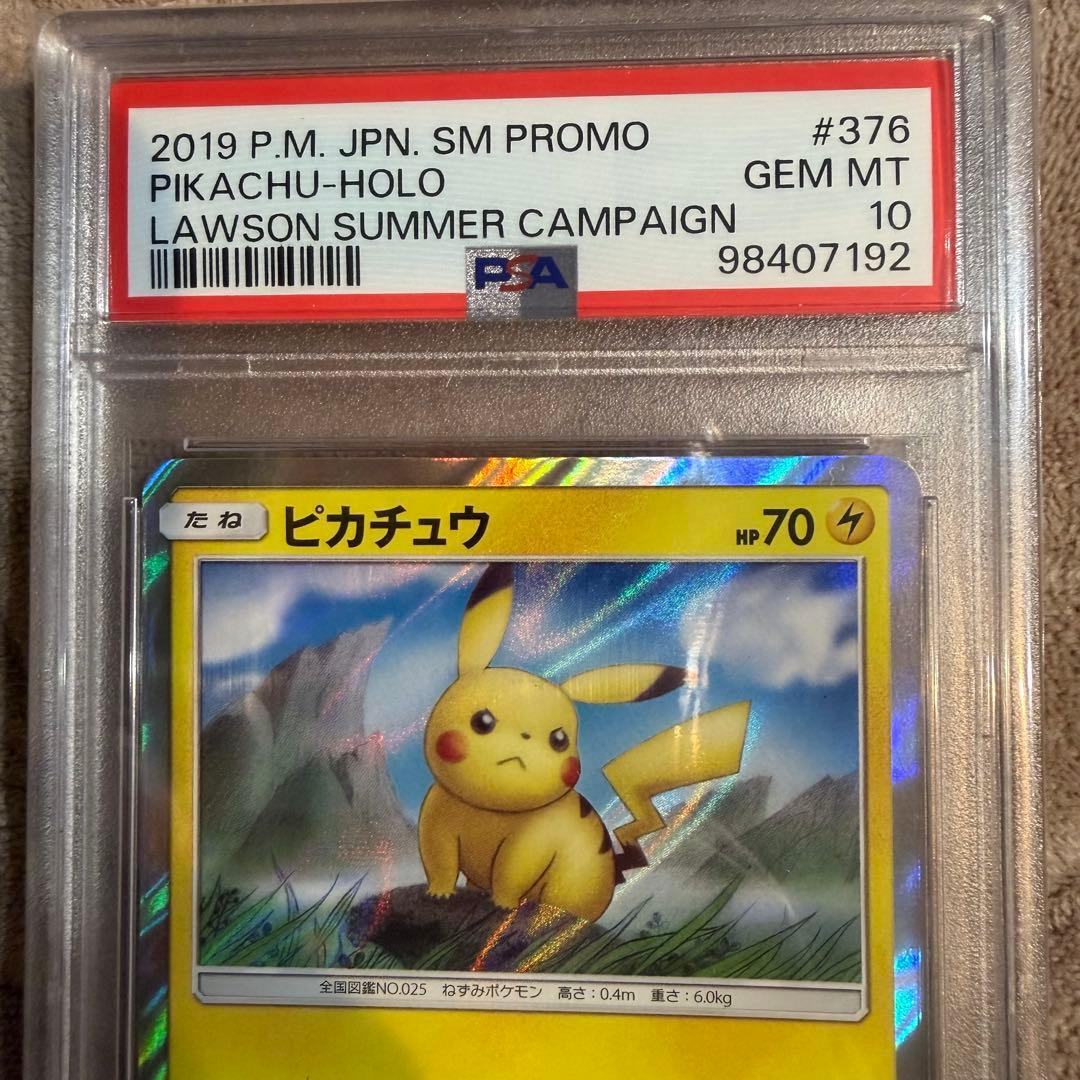 2019 P.M. JPN. SM PROMO #376
PIKACHU-HOLO GEM MT
LAWSON SUMMER CAMPAIGN 10
98407192
PSA
たね ピカチュウ HP70
全国図鑑NO.025 ねずみポケモン 高さ:0.4m 重さ:6.0kg